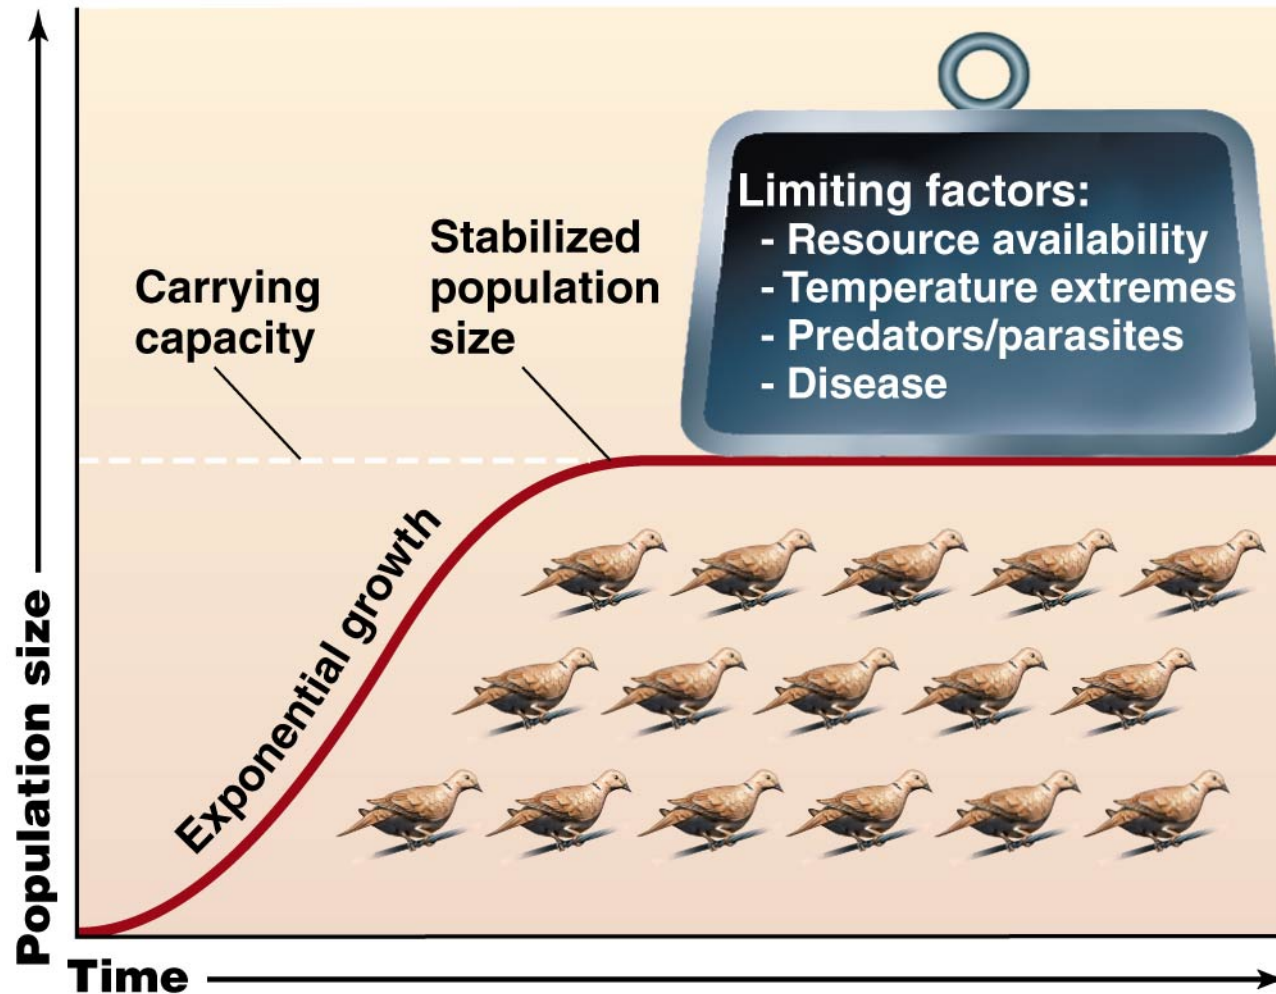 Population size
Carrying
capacity
Stabilized
population
size
Limiting factors:
- Resource availability
- Temperature extremes
- Predators/parasites
- Disease
Exponential growth
Time